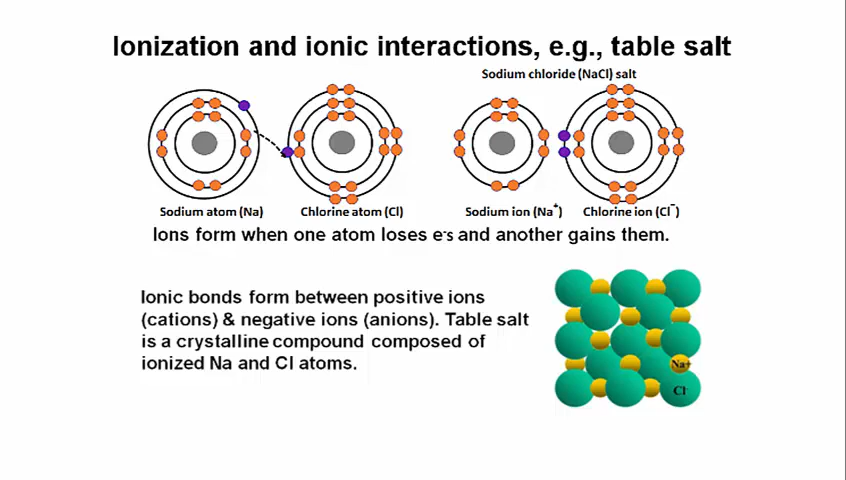 Ionization and ionic interactions, e.g., table salt
Sodium chloride (NaCl) salt
Sodium atom (Na)
Chlorine atom (Cl)
Sodium ion (Na⁺)
Chlorine ion (Cl⁻)
Ions form when one atom loses e⁻s and another gains them.
Ionic bonds form between positive ions
(cations) & negative ions (anions). Table salt
is a crystalline compound composed of
ionized Na and Cl atoms.
Na+
Cl⁻